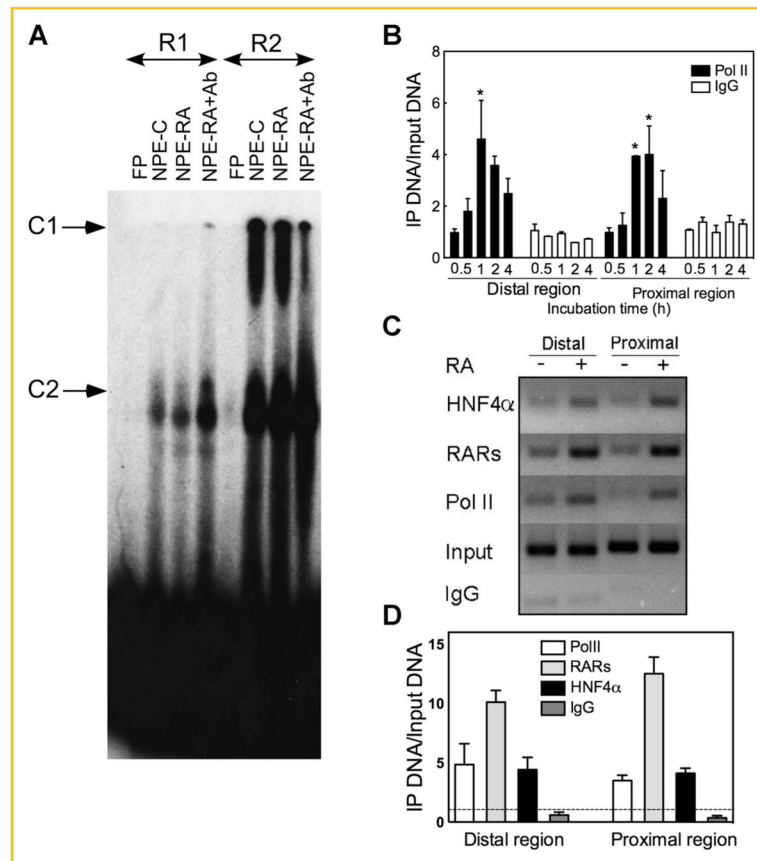 A
R1
R2
FP
NPE-C
NPE-RA
NPE-RA+Ab
FP
NPE-C
NPE-RA
NPE-RA+Ab
C1
C2
B
IP DNA/Input DNA
8
6
4
2
0
Pol II
IgG
*
* *
0.5 1 2 4 0.5 1 2 4 0.5 1 2 4 0.5 1 2 4
Distal region Proximal region
Incubation time (h)
C
Distal Proximal
RA - + - +
HNF4α
RARs
Pol II
Input
IgG
D
IP DNA/Input DNA
15
10
5
0
PolII
RARs
HNF4α
IgG
Distal region Proximal region